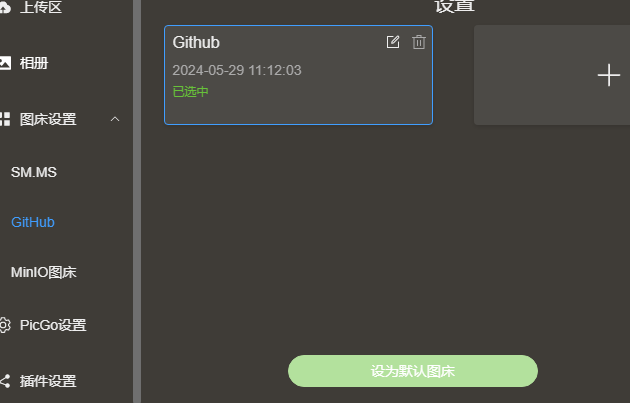 上传区
相册
图床设置
SM.MS
GitHub
MinIO图床
PicGo设置
插件设置
设置
Github
2024-05-29 11:12:03
已选中
设为默认图床